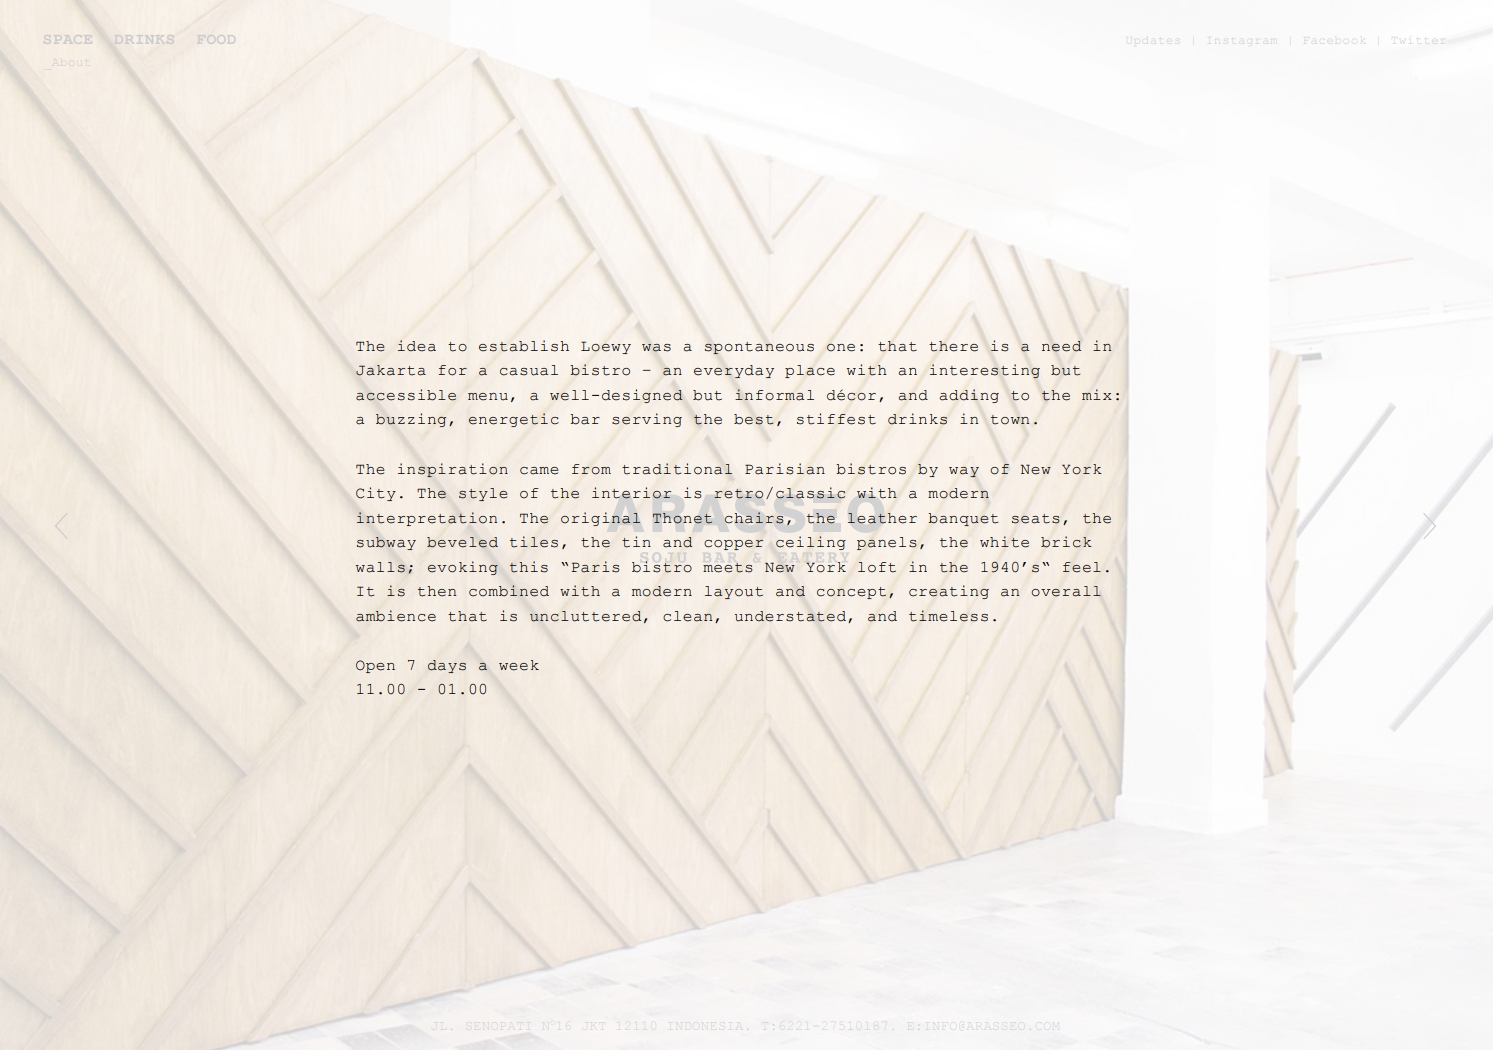 SPACE DRINKS FOOD
_About
Updates | Instagram | Facebook | Twitter
The idea to establish Loewy was a spontaneous one: that there is a need in
Jakarta for a casual bistro – an everyday place with an interesting but
accessible menu, a well-designed but informal décor, and adding to the mix:
a buzzing, energetic bar serving the best, stiffest drinks in town.
The inspiration came from traditional Parisian bistros by way of New York
City. The style of the interior is retro/classic with a modern
interpretation. The original Thonet chairs, the leather banquet seats, the
subway beveled tiles, the tin and copper ceiling panels, the white brick
walls; evoking this “Paris bistro meets New York loft in the 1940’s“ feel.
It is then combined with a modern layout and concept, creating an overall
ambience that is uncluttered, clean, understated, and timeless.
Open 7 days a week
11.00 - 01.00
ARASSEO
SOJU BAR & EATERY
JL. SENOPATI N°16 JKT 12110 INDONESIA. T:6221-27510187. E:INFO@ARASSEO.COM